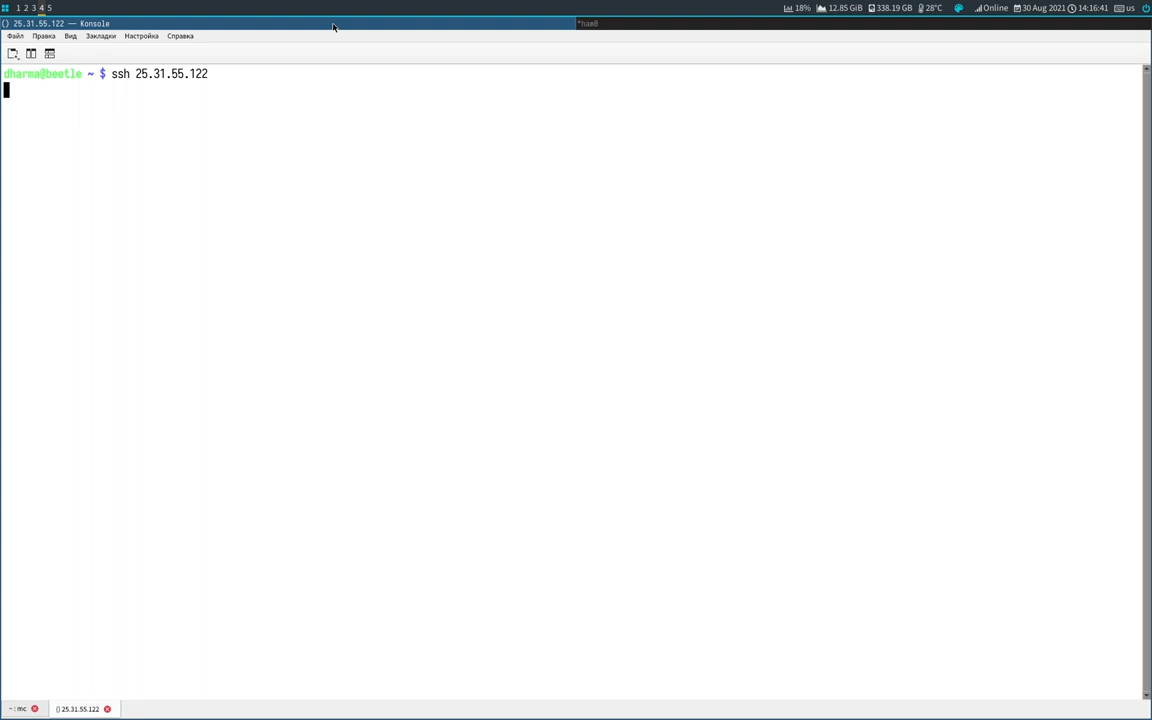 1 2 3 4 5 18% 12.85 GiB 338.19 GB 28°C Online 30 Aug 2021 14:16:41 us
() 25.31.55.122 — Konsole *ham0
Файл Правка Вид Закладки Настройка Справка
dharma@beetle ~ $ ssh 25.31.55.122
~ : mc () 25.31.55.122